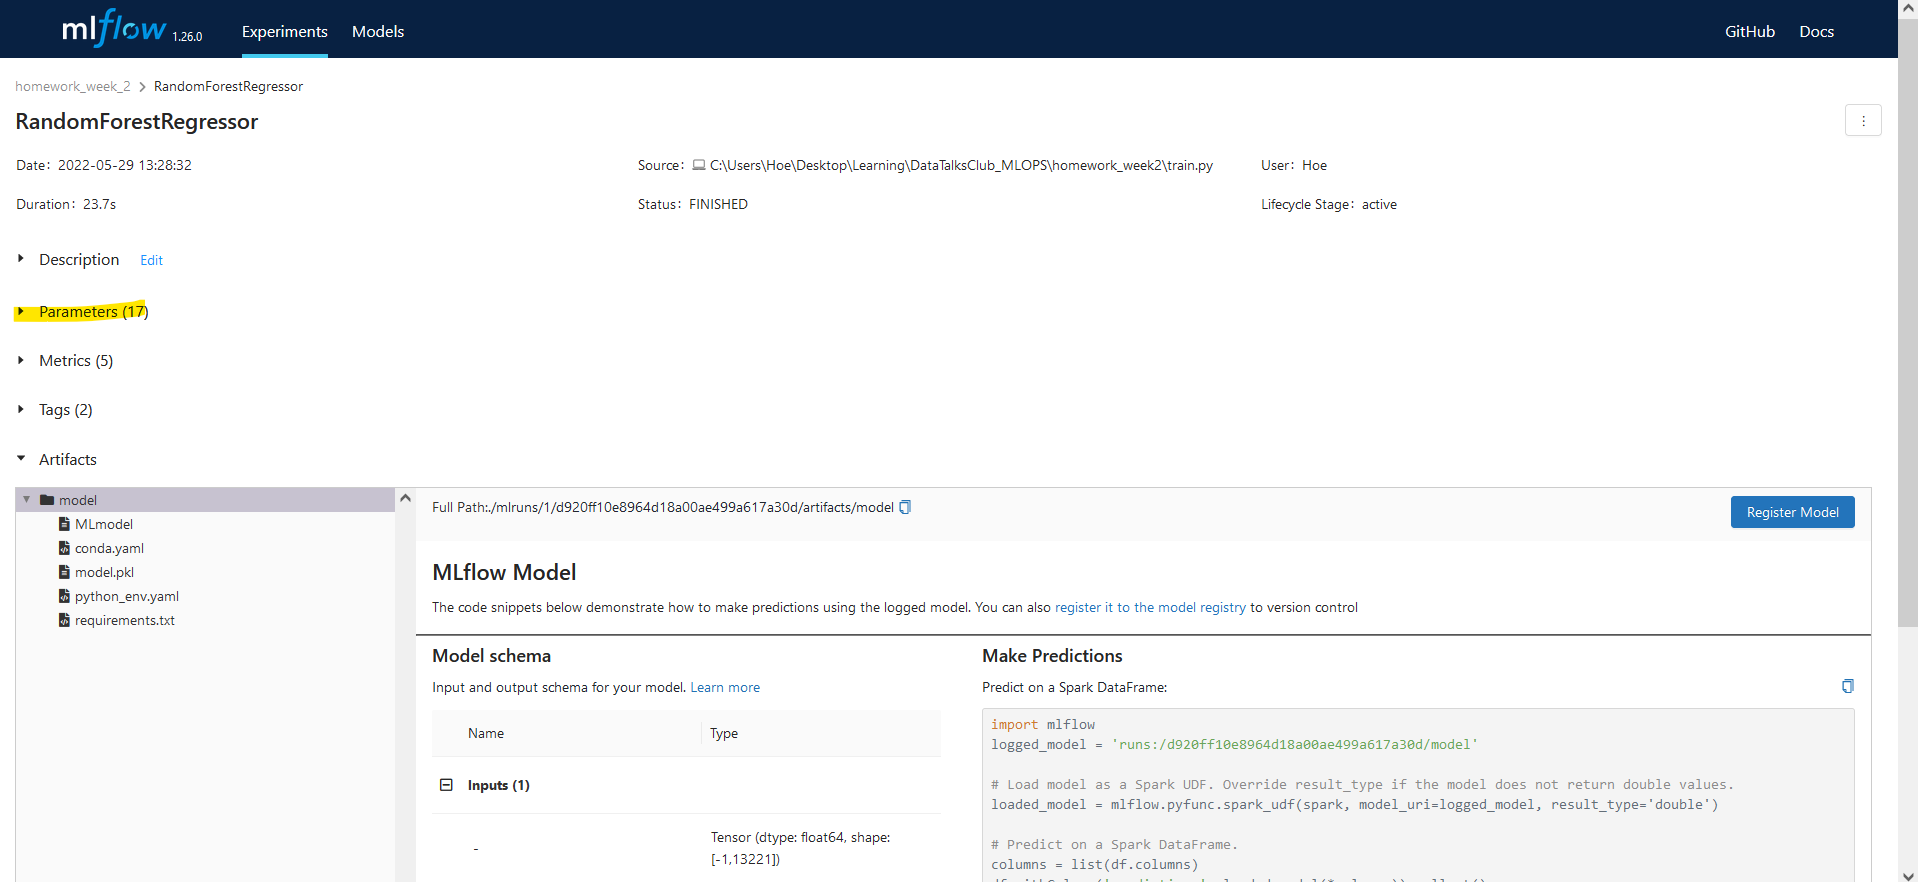 mlflow 1.26.0 Experiments Models GitHub Docs
homework_week_2 > RandomForestRegressor
RandomForestRegressor
Date: 2022-05-29 13:28:32 Source: C:\Users\Hoe\Desktop\Learning\DataTalksClub_MLOPS\homework_week2\train.py User: Hoe
Duration: 23.7s Status: FINISHED Lifecycle Stage: active
Description Edit
Parameters (17)
Metrics (5)
Tags (2)
Artifacts
model
MLmodel
conda.yaml
model.pkl
python_env.yaml
requirements.txt
Full Path:./mlruns/1/d920ff10e8964d18a00ae499a617a30d/artifacts/model
Register Model
MLflow Model
The code snippets below demonstrate how to make predictions using the logged model. You can also register it to the model registry to version control
Model schema
Input and output schema for your model. Learn more
Name Type
Inputs (1)
- Tensor (dtype: float64, shape:
[-1,13221])
Make Predictions
Predict on a Spark DataFrame:
import mlflow
logged_model = 'runs:/d920ff10e8964d18a00ae499a617a30d/model'
# Load model as a Spark UDF. Override result_type if the model does not return double values.
loaded_model = mlflow.pyfunc.spark_udf(spark, model_uri=logged_model, result_type='double')
# Predict on a Spark DataFrame.
columns = list(df.columns)